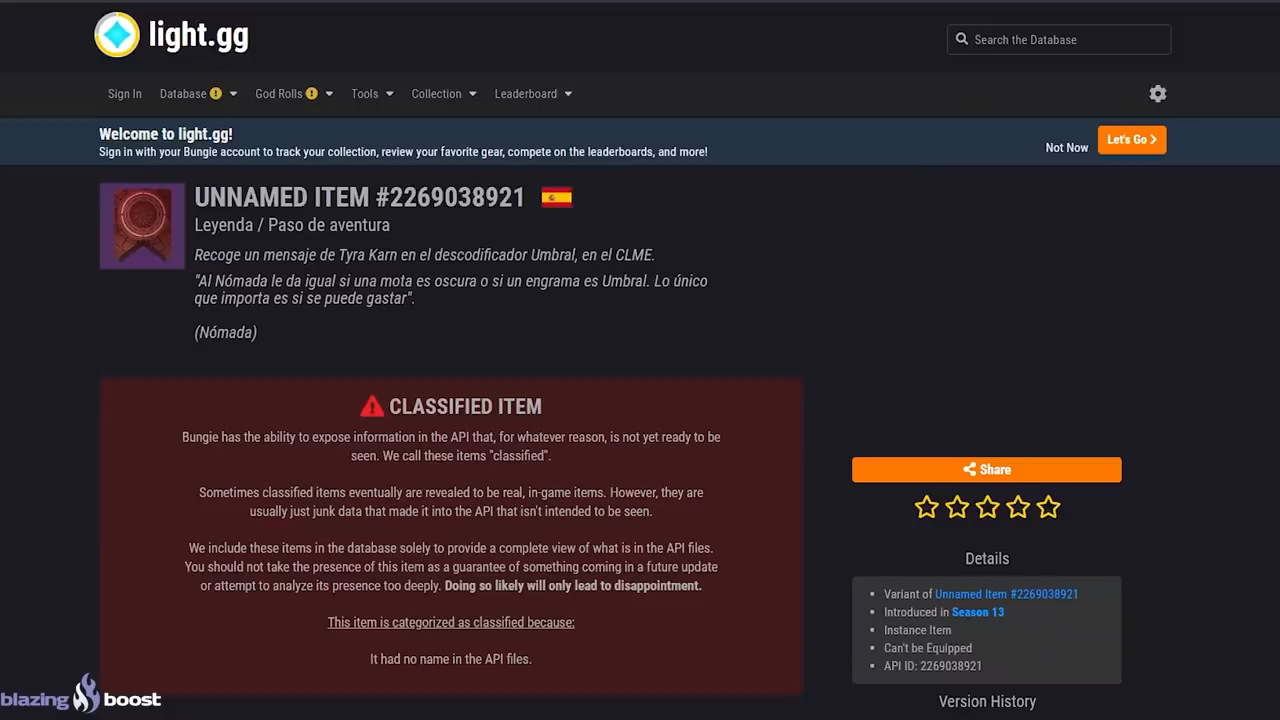 light.gg
Search the Database
Sign In Database God Rolls Tools Collection Leaderboard
Welcome to light.gg!
Sign in with your Bungie account to track your collection, review your favorite gear, compete on the leaderboards, and more!
Not Now
Let's Go
UNNAMED ITEM #2269038921
Leyenda / Paso de aventura
Recoge un mensaje de Tyra Karn en el descodificador Umbral, en el CLME.
"Al Nómada le da igual si una mota es oscura o si un engrama es Umbral. Lo único
que importa es si se puede gastar".
(Nómada)
CLASSIFIED ITEM
Bungie has the ability to expose information in the API that, for whatever reason, is not yet ready to be
seen. We call these items "classified".
Sometimes classified items eventually are revealed to be real, in-game items. However, they are
usually just junk data that made it into the API that isn't intended to be seen.
We include these items in the database solely to provide a complete view of what is in the API files.
You should not take the presence of this item as a guarantee of something coming in a future update
or attempt to analyze its presence too deeply. Doing so likely will only lead to disappointment.
This item is categorized as classified because:
It had no name in the API files.
Share
Details
Variant of Unnamed Item #2269038921
Introduced in Season 13
Instance Item
Can't be Equipped
API ID: 2269038921
Version History
blazing boost